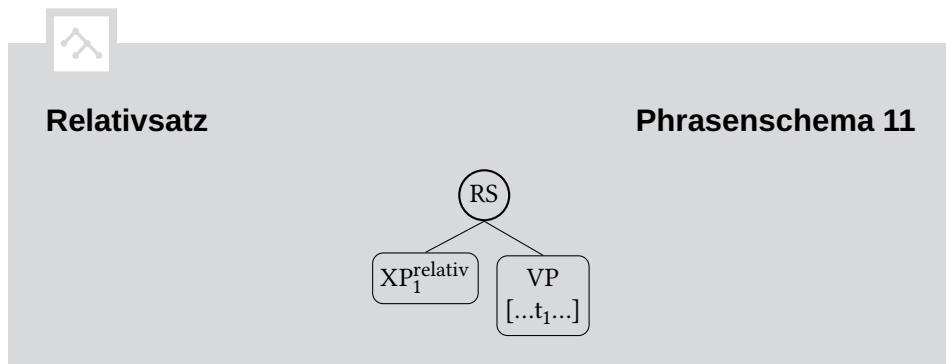 Relativsatz Phrasenschema 11
RS
XP₁ʳᵉˡᵃᵗⁱᵛ VP
[...t₁...]